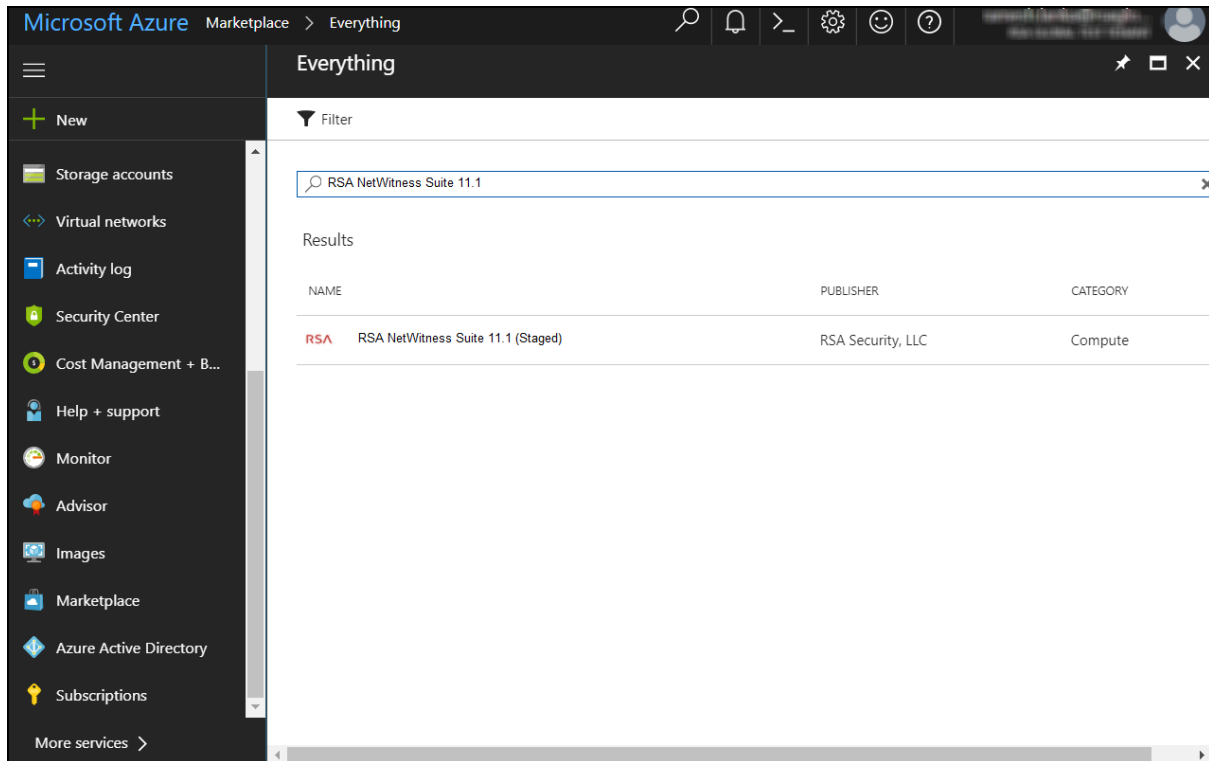 Microsoft Azure Marketplace > Everything
Everything
New
Filter
Storage accounts
RSA NetWitness Suite 11.1
Virtual networks
Results
Activity log
NAME PUBLISHER CATEGORY
Security Center
RSA RSA NetWitness Suite 11.1 (Staged) RSA Security, LLC Compute
Cost Management + B...
Help + support
Monitor
Advisor
Images
Marketplace
Azure Active Directory
Subscriptions
More services >